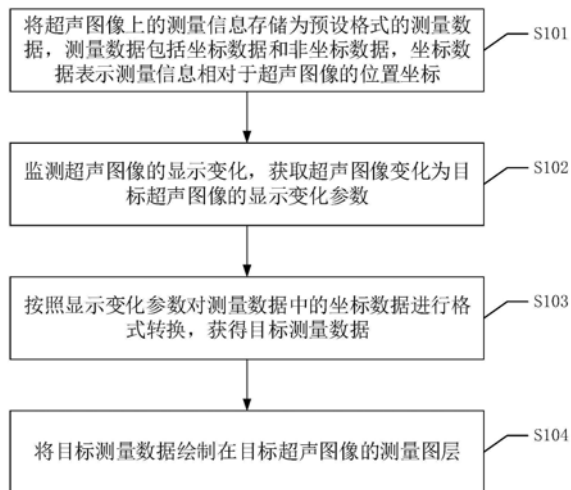 将超声图像上的测量信息存储为预设格式的测量数
据，测量数据包括坐标数据和非坐标数据，坐标数
据表示测量信息相对于超声图像的位置坐标
S101
监测超声图像的显示变化，获取超声图像变化为目
标超声图像的显示变化参数
S102
按照显示变化参数对测量数据中的坐标数据进行格
式转换，获得目标测量数据
S103
将目标测量数据绘制在目标超声图像的测量图层
S104